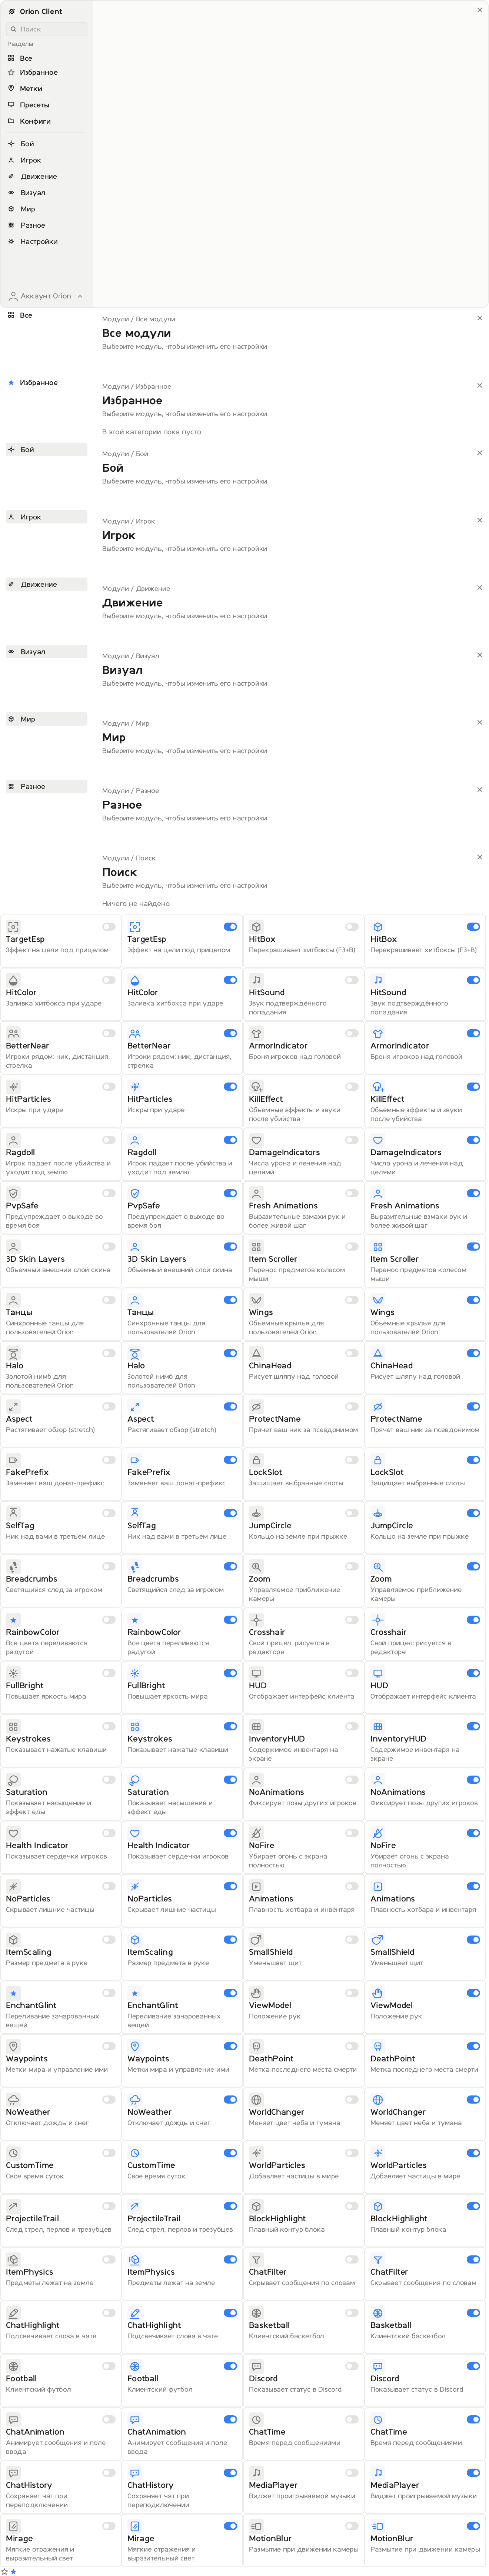 Orion Client
Поиск
Разделы
Все
Избранное
Метки
Пресеты
Конфиги
Бой
Игрок
Движение
Визуал
Мир
Разное
Настройки
Аккаунт Orion
Все
Модули / Все модули
Все модули
Выберите модуль, чтобы изменить его настройки
Избранное
Модули / Избранное
Избранное
Выберите модуль, чтобы изменить его настройки
В этой категории пока пусто
Бой
Модули / Бой
Бой
Выберите модуль, чтобы изменить его настройки
Игрок
Модули / Игрок
Игрок
Выберите модуль, чтобы изменить его настройки
Движение
Модули / Движение
Движение
Выберите модуль, чтобы изменить его настройки
Визуал
Модули / Визуал
Визуал
Выберите модуль, чтобы изменить его настройки
Мир
Модули / Мир
Мир
Выберите модуль, чтобы изменить его настройки
Разное
Модули / Разное
Разное
Выберите модуль, чтобы изменить его настройки
Модули / Поиск
Поиск
Выберите модуль, чтобы изменить его настройки
Ничего не найдено
TargetEsp TargetEsp HitBox HitBox
Эффект на цели под прицелом Эффект на цели под прицелом Перекрашивает хитбоксы (F3+B) Перекрашивает хитбоксы (F3+B)
HitColor HitColor HitSound HitSound
Заливка хитбокса при ударе Заливка хитбокса при ударе Звук подтверждённого Звук подтверждённого
попадания попадания
BetterNear BetterNear ArmorIndicator ArmorIndicator
Игроки рядом: ник, дистанция, Игроки рядом: ник, дистанция, Броня игроков над головой Броня игроков над головой
стрелка стрелка
HitParticles HitParticles KillEffect KillEffect
Искры при ударе Искры при ударе Объёмные эффекты и звуки Объёмные эффекты и звуки
после убийства после убийства
Ragdoll Ragdoll DamageIndicators DamageIndicators
Игрок падает после убийства и Игрок падает после убийства и Числа урона и лечения над Числа урона и лечения над
уходит под землю уходит под землю целями целями
PvpSafe PvpSafe Fresh Animations Fresh Animations
Предупреждает о выходе во Предупреждает о выходе во Выразительные взмахи рук и Выразительные взмахи рук и
время боя время боя более живой шаг более живой шаг
3D Skin Layers 3D Skin Layers Item Scroller Item Scroller
Объёмный внешний слой скина Объёмный внешний слой скина Перенос предметов колесом Перенос предметов колесом
мыши мыши
Танцы Танцы Wings Wings
Синхронные танцы для Синхронные танцы для Объёмные крылья для Объёмные крылья для
пользователей Orion пользователей Orion пользователей Orion пользователей Orion
Halo Halo ChinaHead ChinaHead
Золотой нимб для Золотой нимб для Рисует шляпу над головой Рисует шляпу над головой
пользователей Orion пользователей Orion
Aspect Aspect ProtectName ProtectName
Растягивает обзор (stretch) Растягивает обзор (stretch) Прячет ваш ник за псевдонимом Прячет ваш ник за псевдонимом
FakePrefix FakePrefix LockSlot LockSlot
Заменяет ваш донат-префикс Заменяет ваш донат-префикс Защищает выбранные слоты Защищает выбранные слоты
SelfTag SelfTag JumpCircle JumpCircle
Ник над вами в третьем лице Ник над вами в третьем лице Кольцо на земле при прыжке Кольцо на земле при прыжке
Breadcrumbs Breadcrumbs Zoom Zoom
Светящийся след за игроком Светящийся след за игроком Управляемое приближение Управляемое приближение
камеры камеры
RainbowColor RainbowColor Crosshair Crosshair
Все цвета переливаются Все цвета переливаются Свой прицел: рисуется в Свой прицел: рисуется в
радугой радугой редакторе редакторе
FullBright FullBright HUD HUD
Повышает яркость мира Повышает яркость мира Отображает интерфейс клиента Отображает интерфейс клиента
Keystrokes Keystrokes InventoryHUD InventoryHUD
Показывает нажатые клавиши Показывает нажатые клавиши Содержимое инвентаря на Содержимое инвентаря на
экране экране
Saturation Saturation NoAnimations NoAnimations
Показывает насыщение и Показывает насыщение и Фиксирует позы других игроков Фиксирует позы других игроков
эффект еды эффект еды
Health Indicator Health Indicator NoFire NoFire
Показывает сердечки игроков Показывает сердечки игроков Убирает огонь с экрана Убирает огонь с экрана
полностью полностью
NoParticles NoParticles Animations Animations
Скрывает лишние частицы Скрывает лишние частицы Плавность хотбара и инвентаря Плавность хотбара и инвентаря
ItemScaling ItemScaling SmallShield SmallShield
Размер предмета в руке Размер предмета в руке Уменьшает щит Уменьшает щит
EnchantGlint EnchantGlint ViewModel ViewModel
Переливание зачарованных Переливание зачарованных Положение рук Положение рук
вещей вещей
Waypoints Waypoints DeathPoint DeathPoint
Метки мира и управление ими Метки мира и управление ими Метка последнего места смерти Метка последнего места смерти
NoWeather NoWeather WorldChanger WorldChanger
Отключает дождь и снег Отключает дождь и снег Меняет цвет неба и тумана Меняет цвет неба и тумана
CustomTime CustomTime WorldParticles WorldParticles
Свое время суток Свое время суток Добавляет частицы в мире Добавляет частицы в мире
ProjectileTrail ProjectileTrail BlockHighlight BlockHighlight
След стрел, перлов и трезубцев След стрел, перлов и трезубцев Плавный контур блока Плавный контур блока
ItemPhysics ItemPhysics ChatFilter ChatFilter
Предметы лежат на земле Предметы лежат на земле Скрывает сообщения по словам Скрывает сообщения по словам
ChatHighlight ChatHighlight Basketball Basketball
Подсвечивает слова в чате Подсвечивает слова в чате Клиентский баскетбол Клиентский баскетбол
Football Football Discord Discord
Клиентский футбол Клиентский футбол Показывает статус в Discord Показывает статус в Discord
ChatAnimation ChatAnimation ChatTime ChatTime
Анимирует сообщения и поле Анимирует сообщения и поле Время перед сообщениями Время перед сообщениями
ввода ввода
ChatHistory ChatHistory MediaPlayer MediaPlayer
Сохраняет чат при Сохраняет чат при Виджет проигрываемой музыки Виджет проигрываемой музыки
переподключении переподключении
Mirage Mirage MotionBlur MotionBlur
Мягкие отражения и Мягкие отражения и Размытие при движении камеры Размытие при движении камеры
выразительный свет выразительный свет